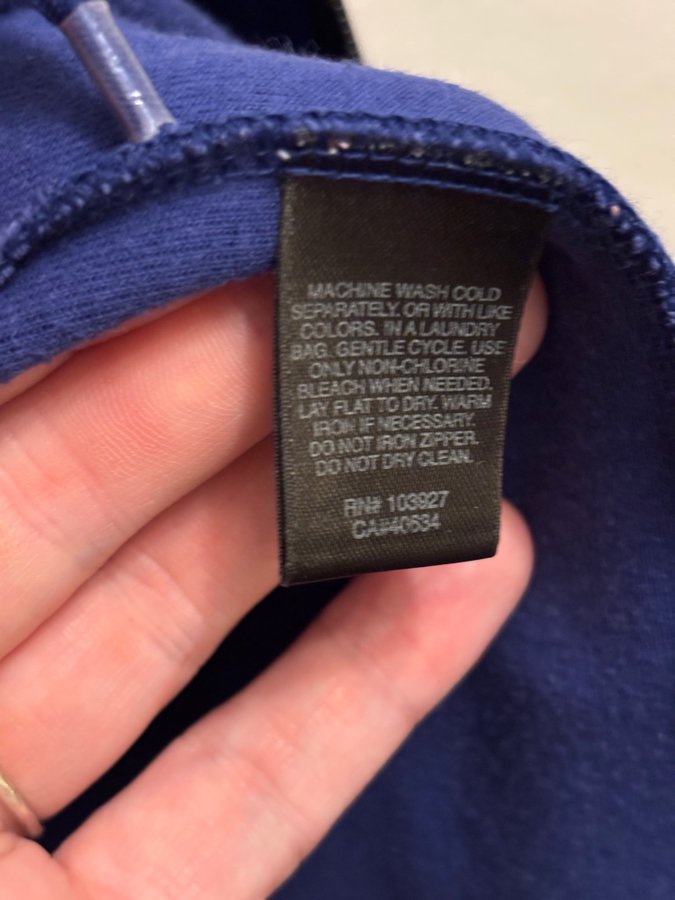 MACHINE WASH COLD
SEPARATELY. OR WITH LIKE
COLORS. IN A LAUNDRY
BAG. GENTLE CYCLE. USE
ONLY NON-CHLORINE
BLEACH WHEN NEEDED.
LAY FLAT TO DRY. WARM
IRON IF NECESSARY.
DO NOT IRON ZIPPER.
DO NOT DRY CLEAN.
RN# 103927
CA#40634